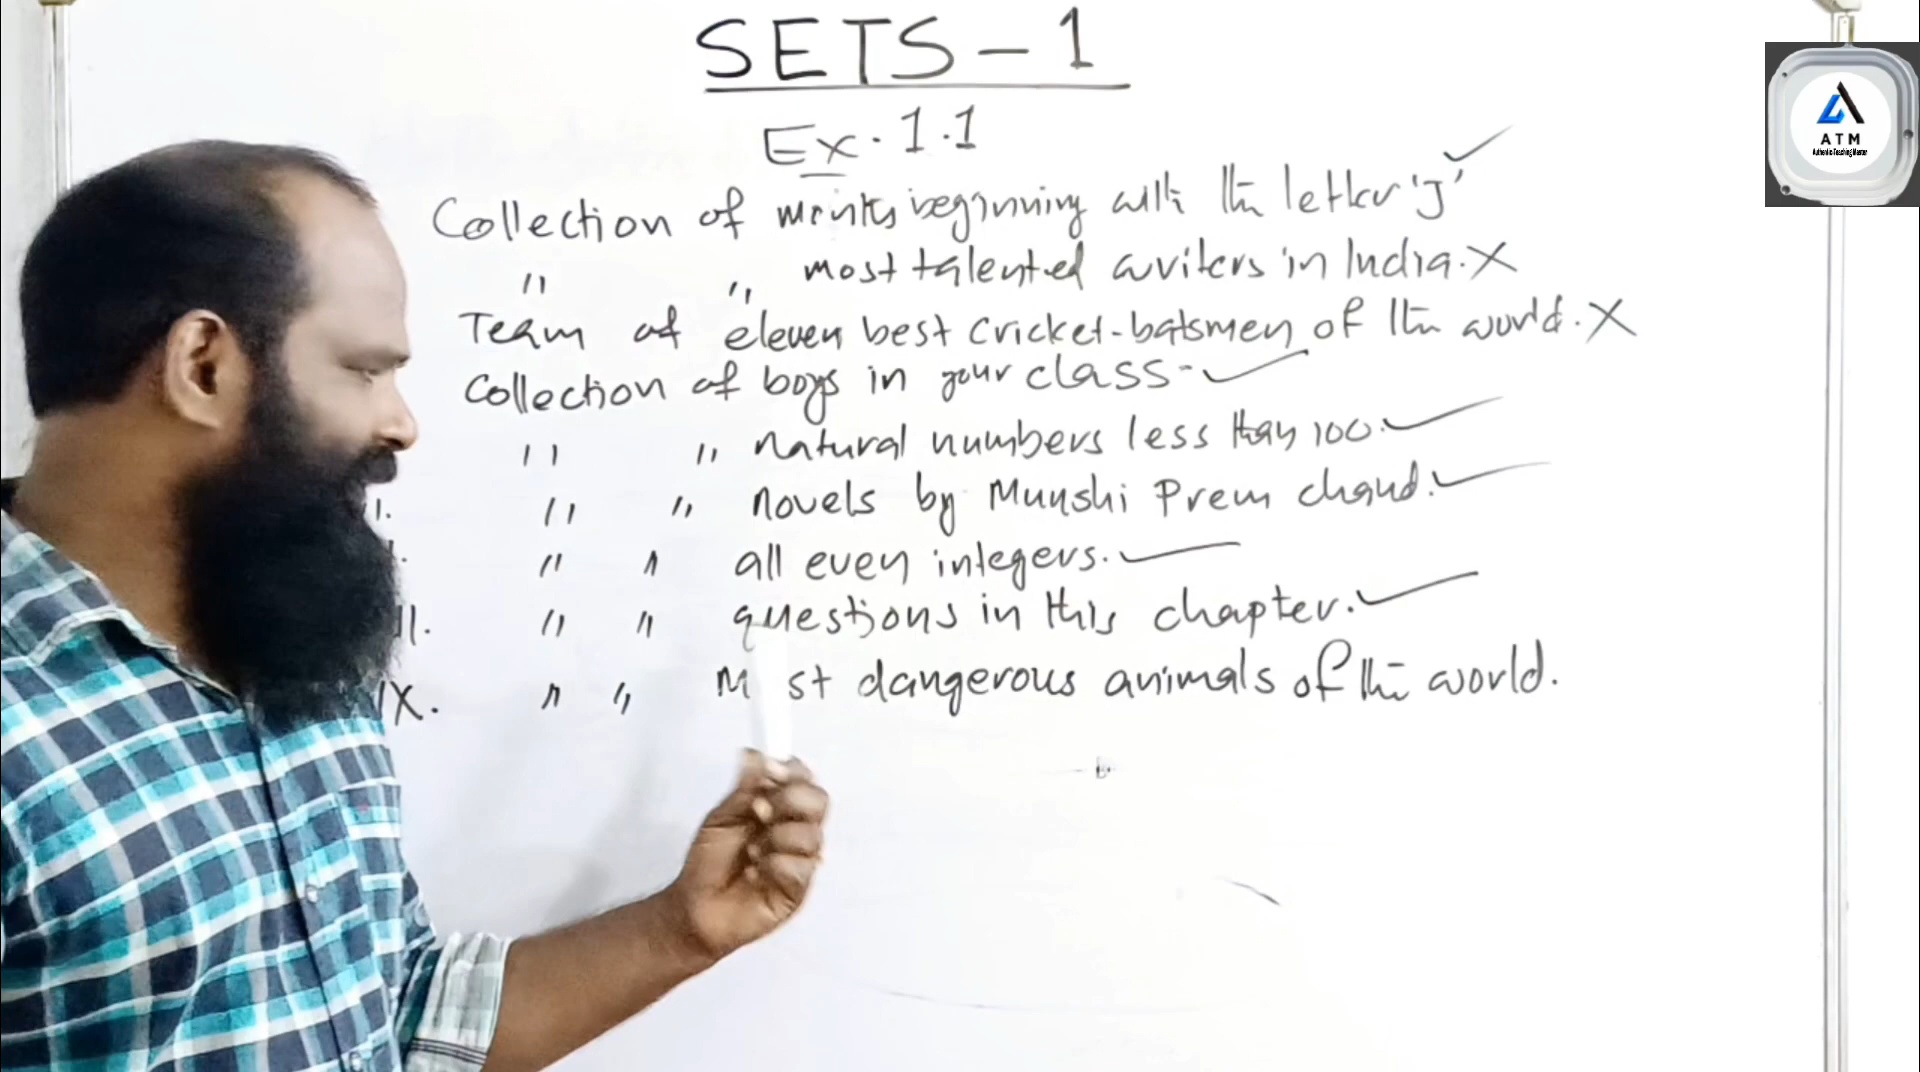 SETS - 1
Ex. 1.1
Collection of months beginning with the letter 'J' ✓
" " most talented writers in India. X
Team of eleven best cricket-batsmen of the world. X
Collection of boys in your class. ✓
" " natural numbers less than 100. ✓
" " novels by Munshi Prem chand. ✓
" " all even integers. ✓
" " questions in this chapter. ✓
IX. " " M st dangerous animals of the world.
ATM
Authentic Teaching Master